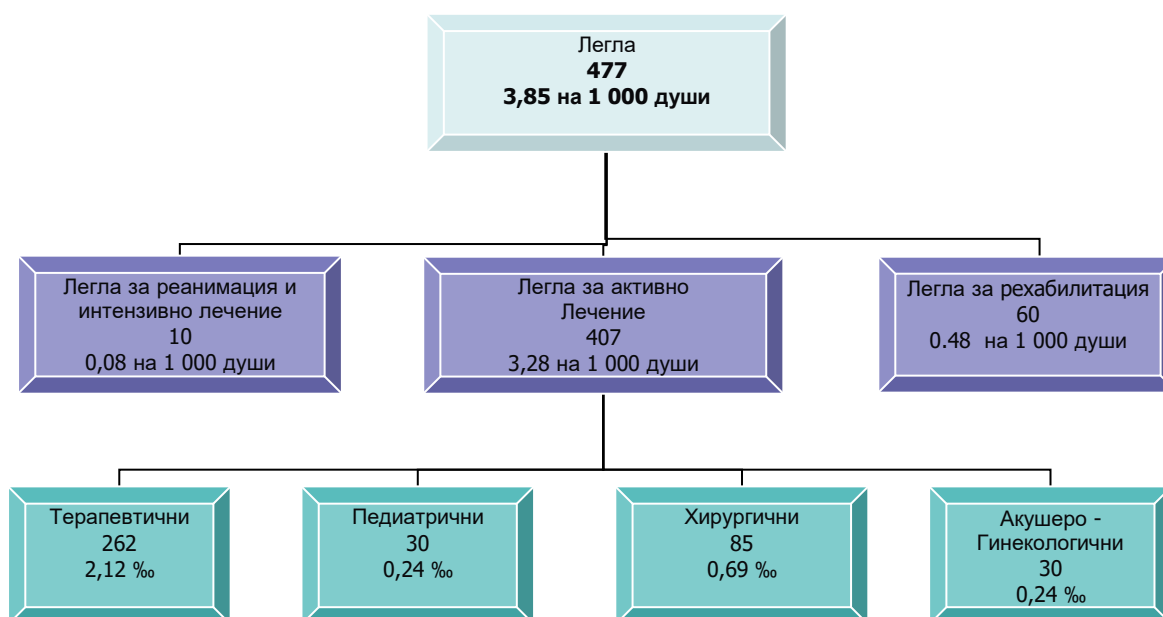 Легла
477
3,85 на 1 000 души
Легла за реанимация и
интензивно лечение
10
0,08 на 1 000 души
Легла за активно
Лечение
407
3,28 на 1 000 души
Легла за рехабилитация
60
0.48 на 1 000 души
Терапевтични
262
2,12 ‰
Педиатрични
30
0,24 ‰
Хирургични
85
0,69 ‰
Акушеро -
Гинекологични
30
0,24 ‰